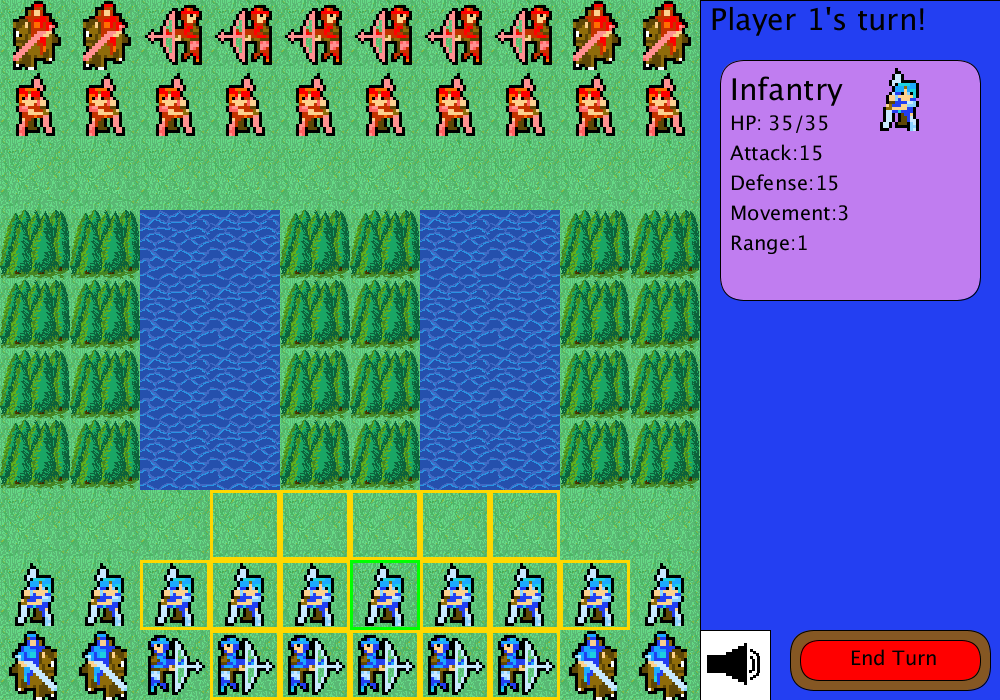 Player 1's turn!
Infantry
HP: 35/35
Attack:15
Defense:15
Movement:3
Range:1
End Turn